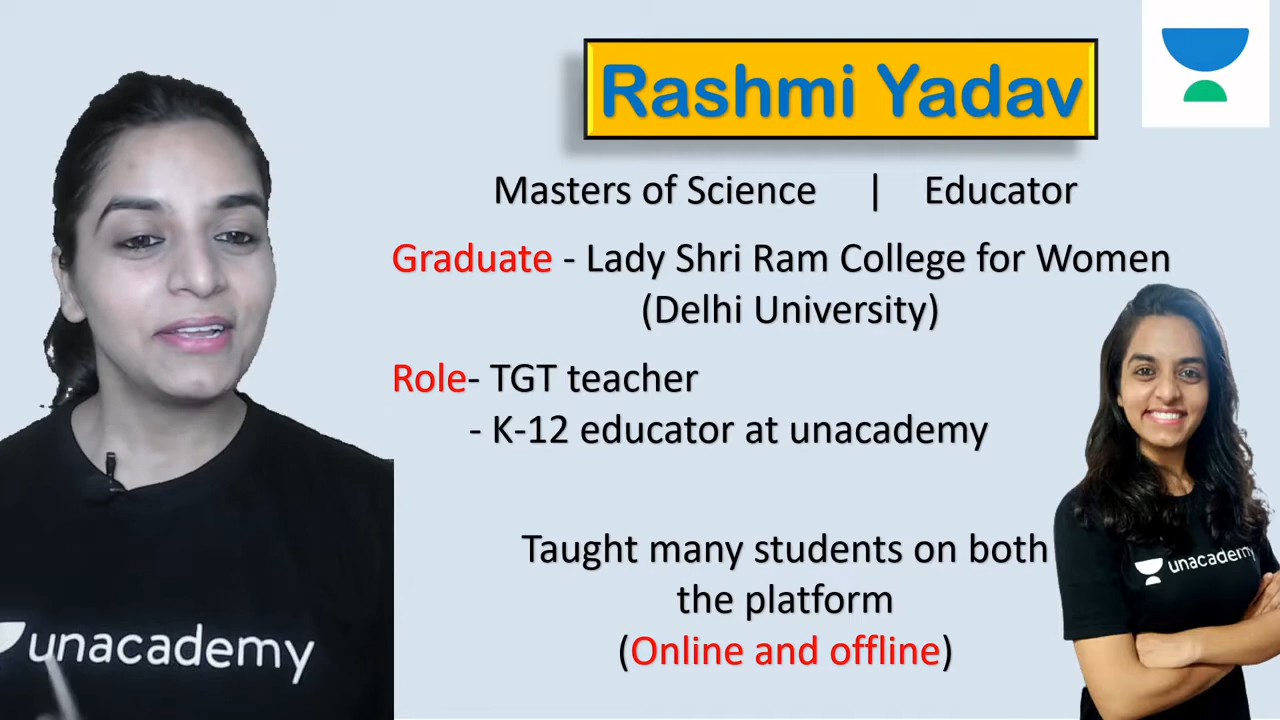 Rashmi Yadav
Masters of Science | Educator
Graduate - Lady Shri Ram College for Women
(Delhi University)
Role- TGT teacher
- K-12 educator at unacademy
Taught many students on both
the platform
(Online and offline)
unacademy
unacademy